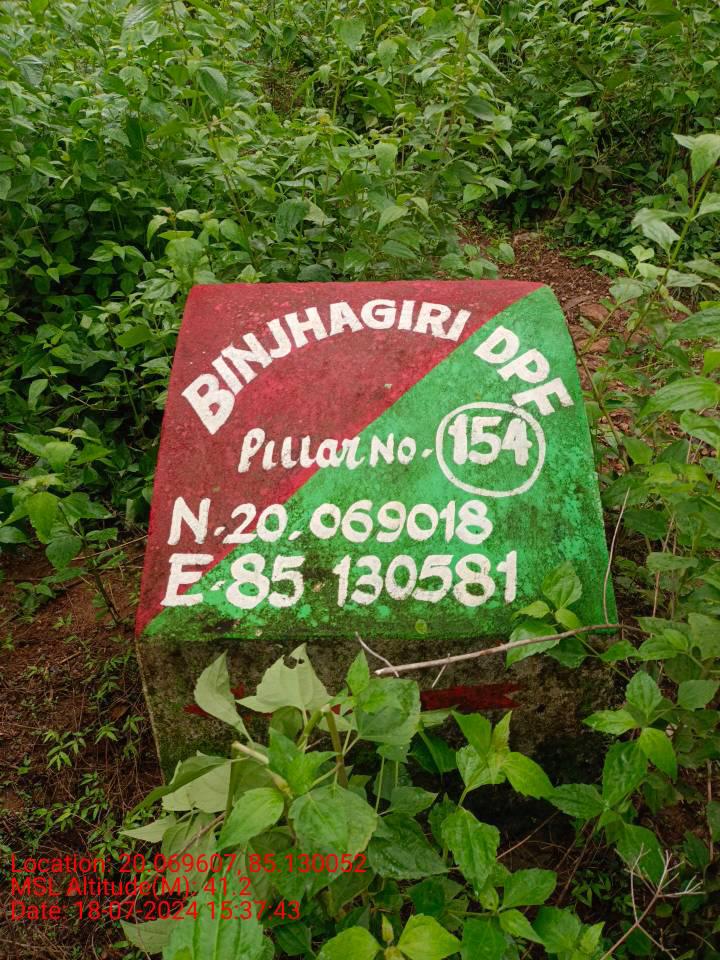 BINJHAGIRI DPF
Pillar No. 154
N.20.069018
E.85 130581
Location: 20.069607, 85.130052
MSL Altitude(M): 41.2
Date: 18-07-2024 15:37:43